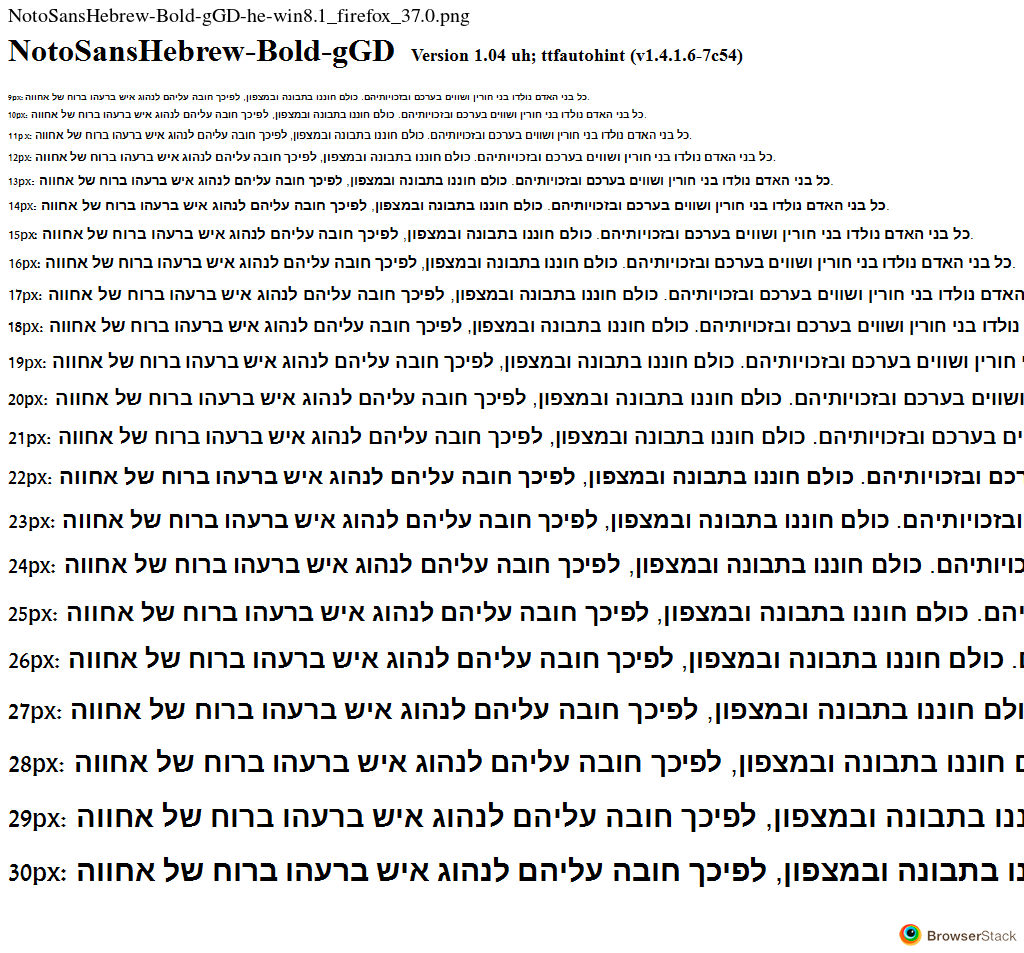 NotoSansHebrew-Bold-gGD-he-win8.1_firefox_37.0.png
NotoSansHebrew-Bold-gGD Version 1.04 uh; ttfautohint (v1.4.1.6-7c54)
9px: כל בני האדם נולדו בני חורין ושווים בערכם ובזכויותיהם. כולם חוננו בתבונה ובמצפון, לפיכך חובה עליהם לנהוג איש ברעהו ברוח של אחווה.
10px: כל בני האדם נולדו בני חורין ושווים בערכם ובזכויותיהם. כולם חוננו בתבונה ובמצפון, לפיכך חובה עליהם לנהוג איש ברעהו ברוח של אחווה.
11px: כל בני האדם נולדו בני חורין ושווים בערכם ובזכויותיהם. כולם חוננו בתבונה ובמצפון, לפיכך חובה עליהם לנהוג איש ברעהו ברוח של אחווה.
12px: כל בני האדם נולדו בני חורין ושווים בערכם ובזכויותיהם. כולם חוננו בתבונה ובמצפון, לפיכך חובה עליהם לנהוג איש ברעהו ברוח של אחווה.
13px: כל בני האדם נולדו בני חורין ושווים בערכם ובזכויותיהם. כולם חוננו בתבונה ובמצפון, לפיכך חובה עליהם לנהוג איש ברעהו ברוח של אחווה.
14px: כל בני האדם נולדו בני חורין ושווים בערכם ובזכויותיהם. כולם חוננו בתבונה ובמצפון, לפיכך חובה עליהם לנהוג איש ברעהו ברוח של אחווה.
15px: כל בני האדם נולדו בני חורין ושווים בערכם ובזכויותיהם. כולם חוננו בתבונה ובמצפון, לפיכך חובה עליהם לנהוג איש ברעהו ברוח של אחווה.
16px: כל בני האדם נולדו בני חורין ושווים בערכם ובזכויותיהם. כולם חוננו בתבונה ובמצפון, לפיכך חובה עליהם לנהוג איש ברעהו ברוח של אחווה.
17px: האדם נולדו בני חורין ושווים בערכם ובזכויותיהם. כולם חוננו בתבונה ובמצפון, לפיכך חובה עליהם לנהוג איש ברעהו ברוח של אחווה
18px: נולדו בני חורין ושווים בערכם ובזכויותיהם. כולם חוננו בתבונה ובמצפון, לפיכך חובה עליהם לנהוג איש ברעהו ברוח של אחווה
19px: חורין ושווים בערכם ובזכויותיהם. כולם חוננו בתבונה ובמצפון, לפיכך חובה עליהם לנהוג איש ברעהו ברוח של אחווה
20px: ושווים בערכם ובזכויותיהם. כולם חוננו בתבונה ובמצפון, לפיכך חובה עליהם לנהוג איש ברעהו ברוח של אחווה
21px: ים בערכם ובזכויותיהם. כולם חוננו בתבונה ובמצפון, לפיכך חובה עליהם לנהוג איש ברעהו ברוח של אחווה
22px: רכם ובזכויותיהם. כולם חוננו בתבונה ובמצפון, לפיכך חובה עליהם לנהוג איש ברעהו ברוח של אחווה
23px: ובזכויותיהם. כולם חוננו בתבונה ובמצפון, לפיכך חובה עליהם לנהוג איש ברעהו ברוח של אחווה
24px: כויותיהם. כולם חוננו בתבונה ובמצפון, לפיכך חובה עליהם לנהוג איש ברעהו ברוח של אחווה
25px: יהם. כולם חוננו בתבונה ובמצפון, לפיכך חובה עליהם לנהוג איש ברעהו ברוח של אחווה
26px: . כולם חוננו בתבונה ובמצפון, לפיכך חובה עליהם לנהוג איש ברעהו ברוח של אחווה
27px: ולם חוננו בתבונה ובמצפון, לפיכך חובה עליהם לנהוג איש ברעהו ברוח של אחווה
28px: חוננו בתבונה ובמצפון, לפיכך חובה עליהם לנהוג איש ברעהו ברוח של אחווה
29px: ננו בתבונה ובמצפון, לפיכך חובה עליהם לנהוג איש ברעהו ברוח של אחווה
30px: נו בתבונה ובמצפון, לפיכך חובה עליהם לנהוג איש ברעהו ברוח של אחווה
BrowserStack